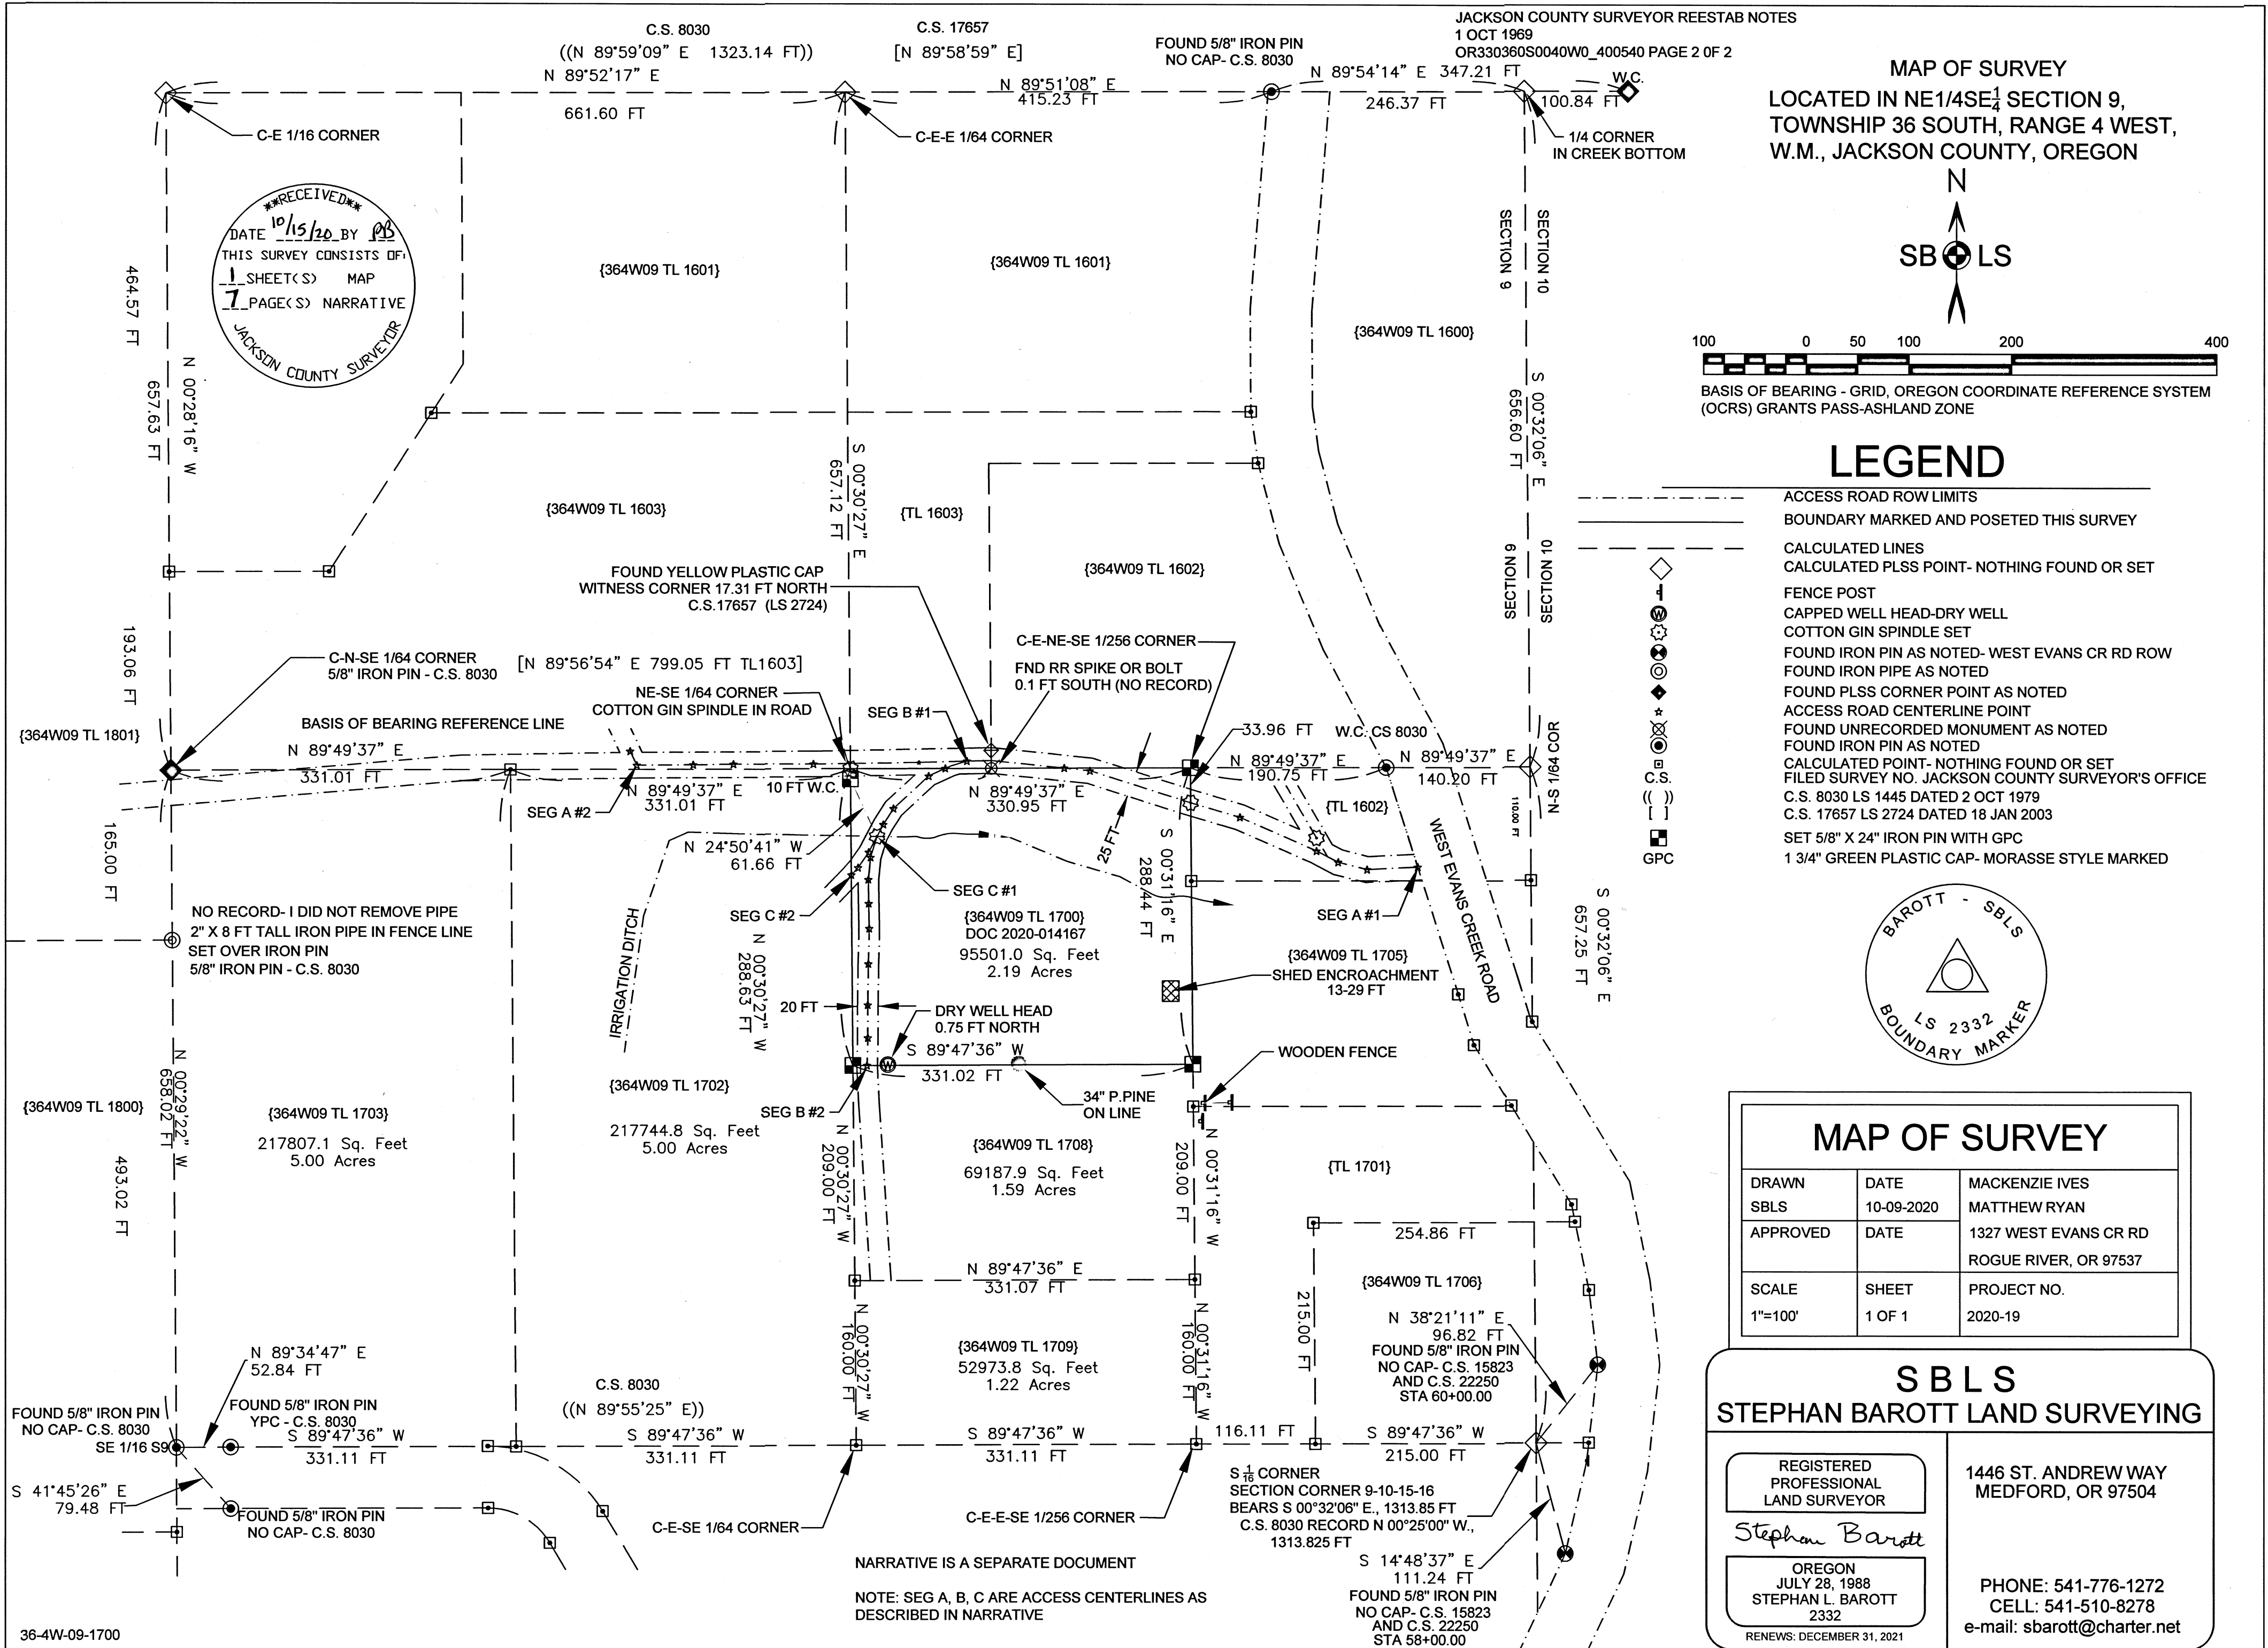 C.S. 8030
((N 89°59'09" E 1323.14 FT))
N 89°52'17" E
661.60 FT
C.S. 17657
[N 89°58'59" E]
N 89°51'08" E
415.23 FT
FOUND 5/8" IRON PIN
NO CAP- C.S. 8030
JACKSON COUNTY SURVEYOR REESTAB NOTES
1 OCT 1969
OR330360S0040W0_400540 PAGE 2 OF 2
N 89°54'14" E 347.21 FT
246.37 FT
W.C.
100.84 FT
C-E 1/16 CORNER
C-E-E 1/64 CORNER
1/4 CORNER
IN CREEK BOTTOM
MAP OF SURVEY
LOCATED IN NE1/4SE1/4 SECTION 9,
TOWNSHIP 36 SOUTH, RANGE 4 WEST,
W.M., JACKSON COUNTY, OREGON
N
SB LS
100 0 50 100 200 400
BASIS OF BEARING - GRID, OREGON COORDINATE REFERENCE SYSTEM
(OCRS) GRANTS PASS-ASHLAND ZONE
**RECEIVED**
DATE 10/15/20 BY PB
THIS SURVEY CONSISTS OF:
1 SHEET(S) MAP
7 PAGE(S) NARRATIVE
JACKSON COUNTY SURVEYOR
464.57 FT
N 00°28'16" W
657.63 FT
{364W09 TL 1601}
{364W09 TL 1601}
SECTION 9
SECTION 10
{364W09 TL 1600}
S 00°32'06" E
656.60 FT
S 00°30'27" E
657.12 FT
{364W09 TL 1603}
{TL 1603}
{364W09 TL 1602}
SECTION 9
SECTION 10
LEGEND
ACCESS ROAD ROW LIMITS
BOUNDARY MARKED AND POSETED THIS SURVEY
CALCULATED LINES
CALCULATED PLSS POINT- NOTHING FOUND OR SET
FENCE POST
W CAPPED WELL HEAD-DRY WELL
COTTON GIN SPINDLE SET
FOUND IRON PIN AS NOTED- WEST EVANS CR RD ROW
FOUND IRON PIPE AS NOTED
FOUND PLSS CORNER POINT AS NOTED
ACCESS ROAD CENTERLINE POINT
FOUND UNRECORDED MONUMENT AS NOTED
FOUND IRON PIN AS NOTED
CALCULATED POINT- NOTHING FOUND OR SET
C.S. FILED SURVEY NO. JACKSON COUNTY SURVEYOR'S OFFICE
(( )) C.S. 8030 LS 1445 DATED 2 OCT 1979
[ ] C.S. 17657 LS 2724 DATED 18 JAN 2003
SET 5/8" X 24" IRON PIN WITH GPC
GPC 1 3/4" GREEN PLASTIC CAP- MORASSE STYLE MARKED
FOUND YELLOW PLASTIC CAP
WITNESS CORNER 17.31 FT NORTH
C.S.17657 (LS 2724)
193.06 FT
C-N-SE 1/64 CORNER
5/8" IRON PIN - C.S. 8030
[N 89°56'54" E 799.05 FT TL1603]
C-E-NE-SE 1/256 CORNER
FND RR SPIKE OR BOLT
0.1 FT SOUTH (NO RECORD)
NE-SE 1/64 CORNER
COTTON GIN SPINDLE IN ROAD
SEG B #1
{364W09 TL 1801}
BASIS OF BEARING REFERENCE LINE
N 89°49'37" E
331.01 FT
SEG A #2
N 89°49'37" E
331.01 FT
10 FT W.C.
N 89°49'37" E
330.95 FT
33.96 FT
W.C. CS 8030
N 89°49'37" E
190.75 FT
N 89°49'37" E
140.20 FT
N-S 1/64 COR
{TL 1602}
110.00 FT
165.00 FT
N 24°50'41" W
61.66 FT
25 FT
S 00°31'16" E
288.44 FT
WEST EVANS CREEK ROAD
SEG C #1
SEG C #2
SEG A #1
S 00°32'06" E
657.25 FT
NO RECORD- I DID NOT REMOVE PIPE
2" X 8 FT TALL IRON PIPE IN FENCE LINE
SET OVER IRON PIN
5/8" IRON PIN - C.S. 8030
IRRIGATION DITCH
N 00°30'27" W
288.63 FT
{364W09 TL 1700}
DOC 2020-014167
95501.0 Sq. Feet
2.19 Acres
{364W09 TL 1705}
SHED ENCROACHMENT
13-29 FT
20 FT
DRY WELL HEAD
0.75 FT NORTH
W
S 89°47'36" W
331.02 FT
WOODEN FENCE
34" P.PINE
ON LINE
SEG B #2
BAROTT - SBLS
LS 2332
BOUNDARY MARKER
N 00°29'22" W
658.02 FT
{364W09 TL 1800}
{364W09 TL 1703}
217807.1 Sq. Feet
5.00 Acres
{364W09 TL 1702}
217744.8 Sq. Feet
5.00 Acres
N 00°30'27" W
209.00 FT
{364W09 TL 1708}
69187.9 Sq. Feet
1.59 Acres
N 00°31'16" W
209.00 FT
{TL 1701}
493.02 FT
254.86 FT
N 89°47'36" E
331.07 FT
{364W09 TL 1706}
215.00 FT
N 00°30'27" W
160.00 FT
{364W09 TL 1709}
52973.8 Sq. Feet
1.22 Acres
N 00°31'16" W
160.00 FT
N 38°21'11" E
96.82 FT
FOUND 5/8" IRON PIN
NO CAP- C.S. 15823
AND C.S. 22250
STA 60+00.00
N 89°34'47" E
52.84 FT
FOUND 5/8" IRON PIN
NO CAP- C.S. 8030
SE 1/16 S9
FOUND 5/8" IRON PIN
YPC - C.S. 8030
S 89°47'36" W
331.11 FT
C.S. 8030
((N 89°55'25" E))
S 89°47'36" W
331.11 FT
S 89°47'36" W
331.11 FT
116.11 FT
S 89°47'36" W
215.00 FT
S 41°45'26" E
79.48 FT
FOUND 5/8" IRON PIN
NO CAP- C.S. 8030
C-E-SE 1/64 CORNER
C-E-E-SE 1/256 CORNER
S 1/16 CORNER
SECTION CORNER 9-10-15-16
BEARS S 00°32'06" E., 1313.85 FT
C.S. 8030 RECORD N 00°25'00" W.,
1313.825 FT
S 14°48'37" E
111.24 FT
FOUND 5/8" IRON PIN
NO CAP- C.S. 15823
AND C.S. 22250
STA 58+00.00
NARRATIVE IS A SEPARATE DOCUMENT
NOTE: SEG A, B, C ARE ACCESS CENTERLINES AS
DESCRIBED IN NARRATIVE
36-4W-09-1700
MAP OF SURVEY
DRAWN DATE MACKENZIE IVES
SBLS 10-09-2020 MATTHEW RYAN
APPROVED DATE 1327 WEST EVANS CR RD
ROGUE RIVER, OR 97537
SCALE SHEET PROJECT NO.
1"=100' 1 OF 1 2020-19
S B L S
STEPHAN BAROTT LAND SURVEYING
REGISTERED
PROFESSIONAL
LAND SURVEYOR
Stephan Barott
OREGON
JULY 28, 1988
STEPHAN L. BAROTT
2332
RENEWS: DECEMBER 31, 2021
1446 ST. ANDREW WAY
MEDFORD, OR 97504
PHONE: 541-776-1272
CELL: 541-510-8278
e-mail: sbarott@charter.net